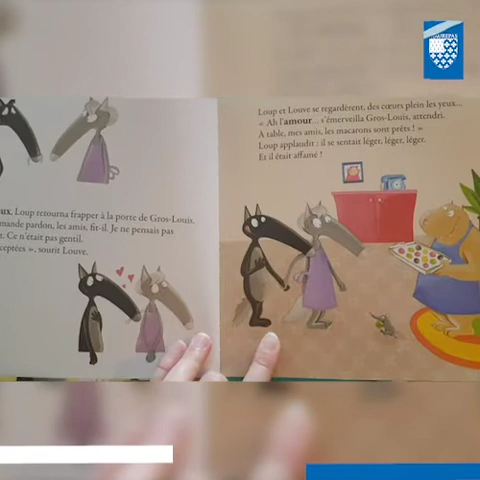 ux, Loup retourna frapper à la porte de Gros-Louis.
mande pardon, les amis, fit-il. Je ne pensais pas
. Ce n'était pas gentil.
ceptées », sourit Louve.
Loup et Louve se regardèrent, des cœurs plein les yeux...
« Ah l'amour... s'émerveilla Gros-Louis, attendri.
À table, mes amis, les macarons sont prêts ! »
Loup applaudit : il se sentait léger, léger, léger.
Et il était affamé !